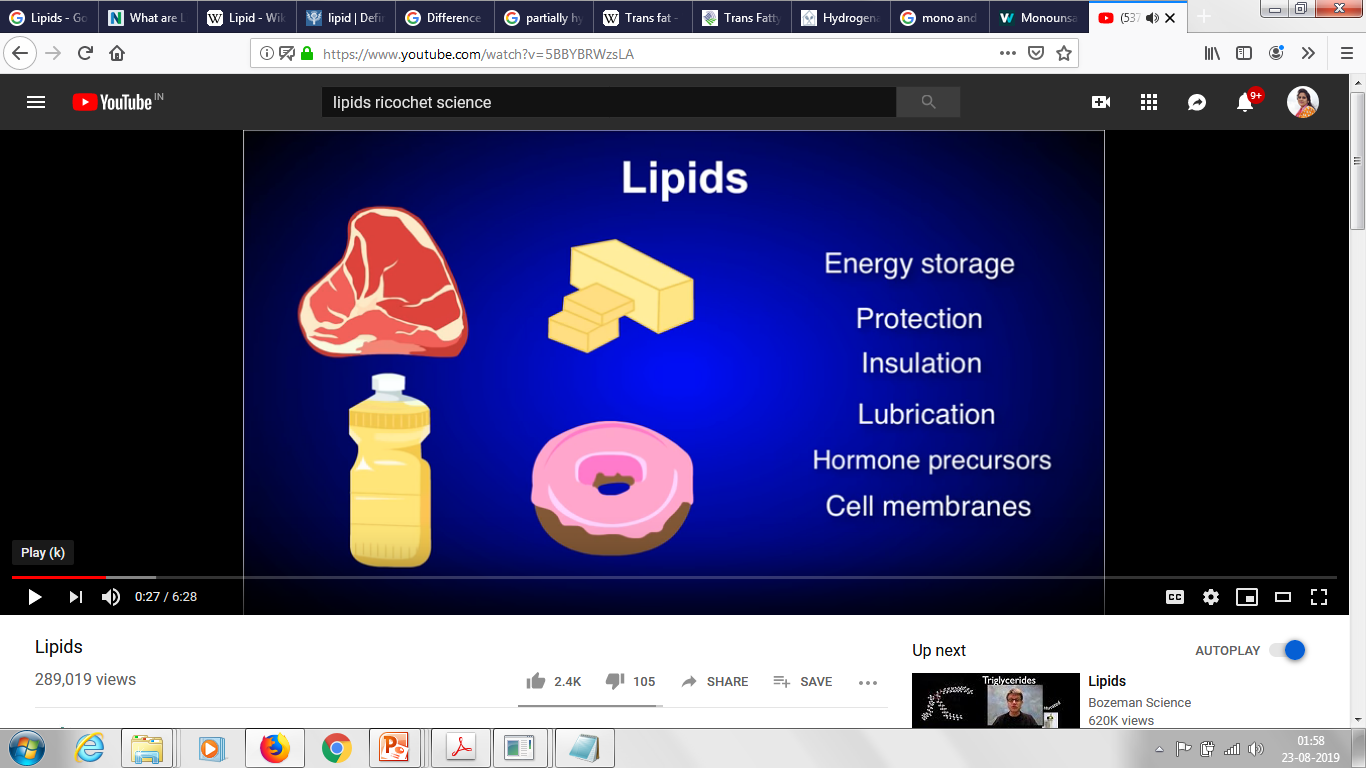 Lipids - Go
What are L
Lipid - Wik
lipid | Defin
Difference
partially hy
Trans fat -
Trans Fatty
Hydrogena
mono and
Monounsa
(537
https://www.youtube.com/watch?v=5BBYBRWzsLA
YouTube IN
lipids ricochet science
9+
Lipids
Energy storage
Protection
Insulation
Lubrication
Hormone precursors
Cell membranes
Play (k)
0:27 / 6:28
CC
Lipids
289,019 views
2.4K
105
SHARE
SAVE
Up next
AUTOPLAY
Triglycerides
Lipids
Bozeman Science
620K views
01:58
23-08-2019